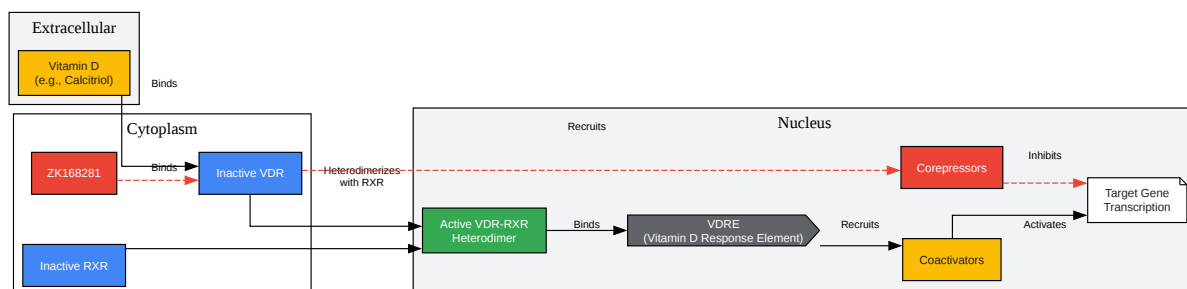 Extracellular
Vitamin D
(e.g., Calcitriol)
Binds
Cytoplasm
Nucleus
Recruits
ZK168281
Binds
Inactive VDR
Heterodimerizes
with RXR
Corepressors
Inhibits
Target Gene
Transcription
Active VDR-RXR
Heterodimer
Binds
VDRE
(Vitamin D Response Element)
Recruits
Activates
Inactive RXR
Coactivators